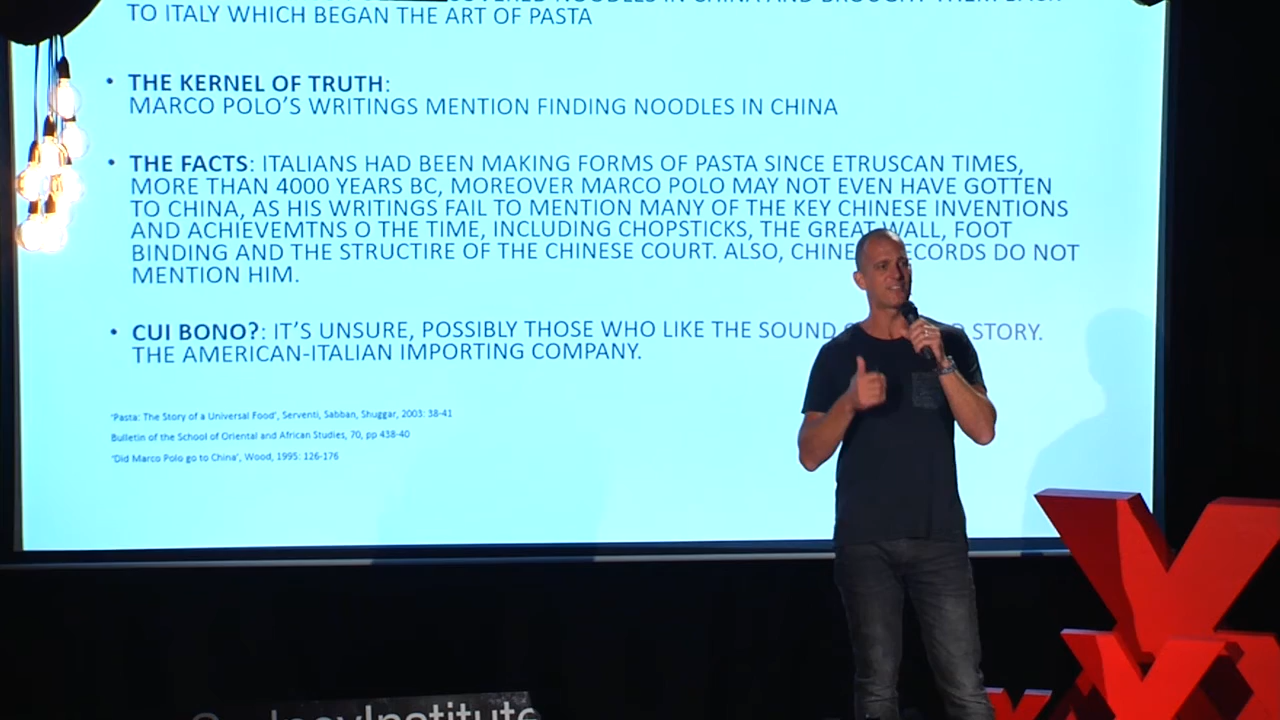 TO ITALY WHICH BEGAN THE ART OF PASTA
• THE KERNEL OF TRUTH:
MARCO POLO'S WRITINGS MENTION FINDING NOODLES IN CHINA
• THE FACTS: ITALIANS HAD BEEN MAKING FORMS OF PASTA SINCE ETRUSCAN TIMES,
MORE THAN 4000 YEARS BC, MOREOVER MARCO POLO MAY NOT EVEN HAVE GOTTEN
TO CHINA, AS HIS WRITINGS FAIL TO MENTION MANY OF THE KEY CHINESE INVENTIONS
AND ACHIEVEMTNS O THE TIME, INCLUDING CHOPSTICKS, THE GREAT WALL, FOOT
BINDING AND THE STRUCTIRE OF THE CHINESE COURT. ALSO, CHINE ECORDS DO NOT
MENTION HIM.
• CUI BONO?: IT'S UNSURE, POSSIBLY THOSE WHO LIKE THE SOUND STORY.
THE AMERICAN-ITALIAN IMPORTING COMPANY.
'Pasta: The Story of a Universal Food', Serventi, Sabban, Shuggar, 2003: 38-41
Bulletin of the School of Oriental and African Studies, 70, pp 438-40
'Did Marco Polo go to China', Wood, 1995: 126-176